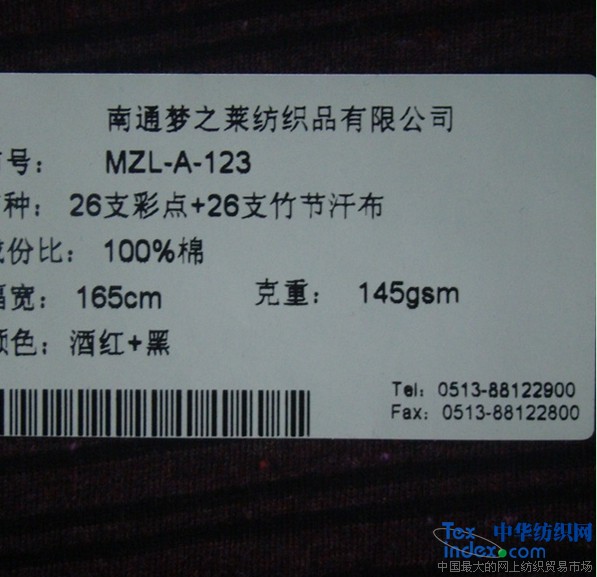 南通梦之莱纺织品有限公司
号: MZL-A-123
种: 26支彩点+26支竹节汗布
份比: 100%棉
幅宽: 165cm 克重: 145gsm
颜色: 酒红+黑
Tel: 0513-88122900
Fax: 0513-88122800
Tex 中华纺织网
index.com
中国最大的网上纺织贸易市场